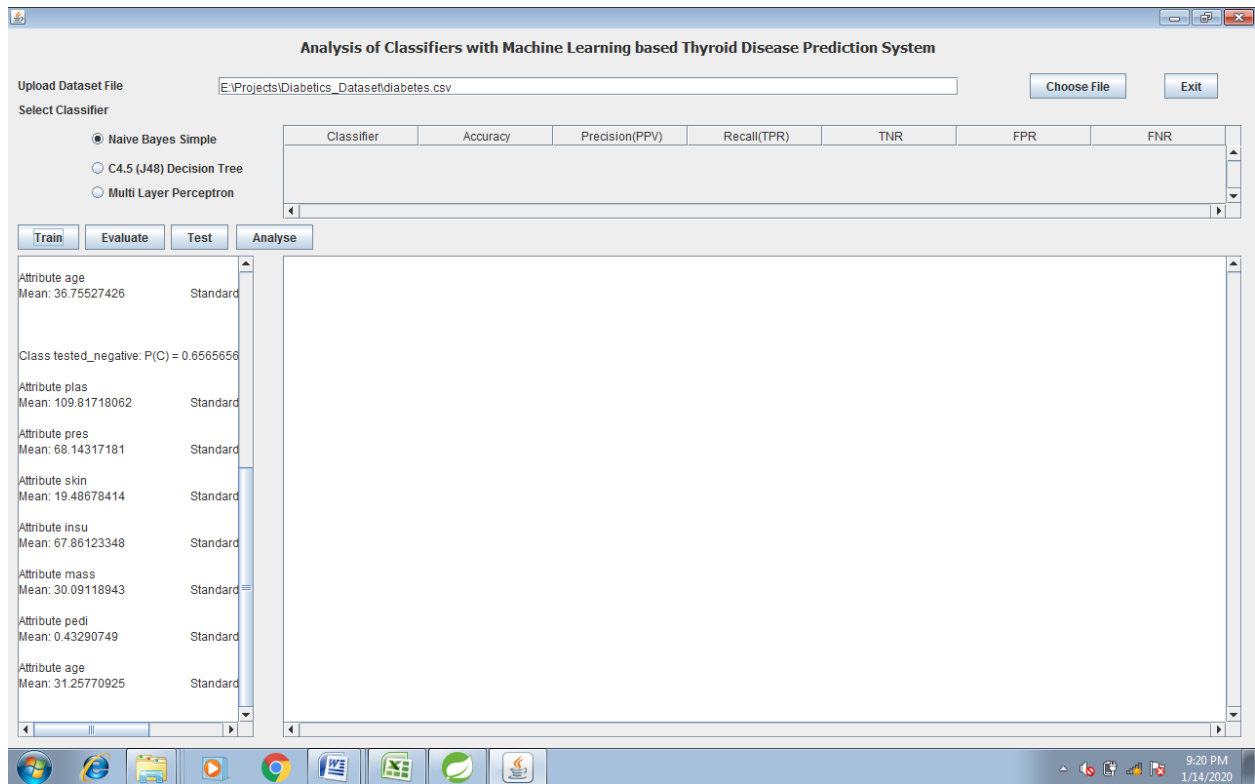 Analysis of Classifiers with Machine Learning based Thyroid Disease Prediction System
Upload Dataset File
E:\Projects\Diabetics_Dataset\diabetes.csv
Choose File
Exit
Select Classifier
Naive Bayes Simple
C4.5 (J48) Decision Tree
Multi Layer Perceptron
Classifier Accuracy Precision(PPV) Recall(TPR) TNR FPR FNR
Train Evaluate Test Analyse
Attribute age
Mean: 36.75527426 Standard
Class tested_negative: P(C) = 0.6565656
Attribute plas
Mean: 109.81718062 Standard
Attribute pres
Mean: 68.14317181 Standard
Attribute skin
Mean: 19.48678414 Standard
Attribute insu
Mean: 67.86123348 Standard
Attribute mass
Mean: 30.09118943 Standard
Attribute pedi
Mean: 0.43290749 Standard
Attribute age
Mean: 31.25770925 Standard
9:20 PM
1/14/2020